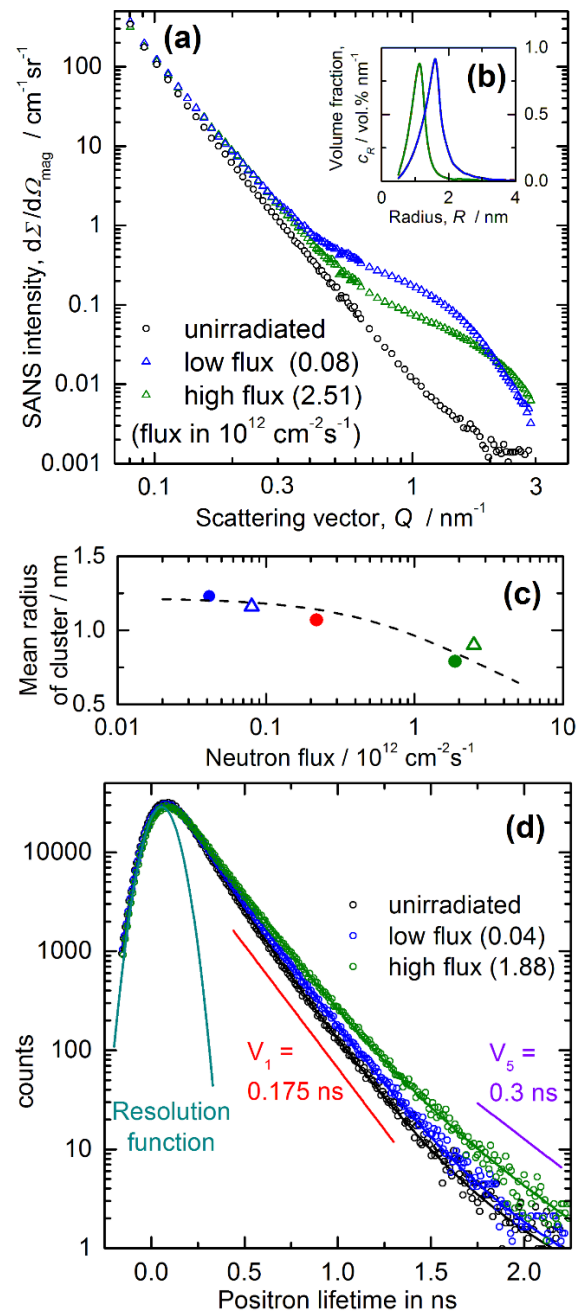 (a)
(b)
SANS intensity, dΣ/dΩmag / cm⁻¹ sr⁻¹
100
10
1
0.1
0.01
0.001
Volume fraction,
cR / vol.% nm⁻¹
1.0
0.5
0.0
0 2 4
Radius, R / nm
unirradiated
low flux (0.08)
high flux (2.51)
(flux in 10¹² cm⁻²s⁻¹)
0.1 0.3 1 3
Scattering vector, Q / nm⁻¹
(c)
Mean radius
of cluster / nm
1.5
1.0
0.5
0.01 0.1 1 10
Neutron flux / 10¹² cm⁻²s⁻¹
(d)
counts
10000
1000
100
10
1
unirradiated
low flux (0.04)
high flux (1.88)
V₁ =
0.175 ns
V₅ =
0.3 ns
Resolution
function
0.0 0.5 1.0 1.5 2.0
Positron lifetime in ns